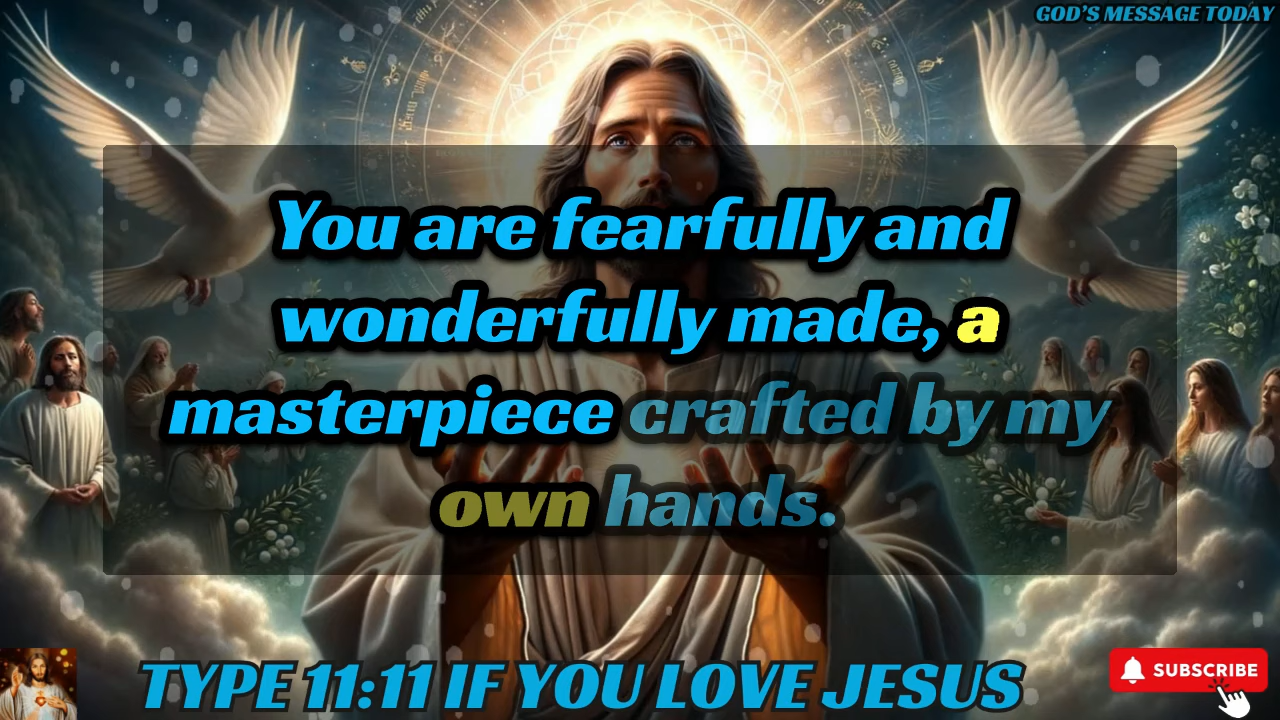 GOD'S MESSAGE TODAY
You are fearfully and
wonderfully made, a
masterpiece crafted by my
own hands.
TYPE 11:11 IF YOU LOVE JESUS
SUBSCRIBE